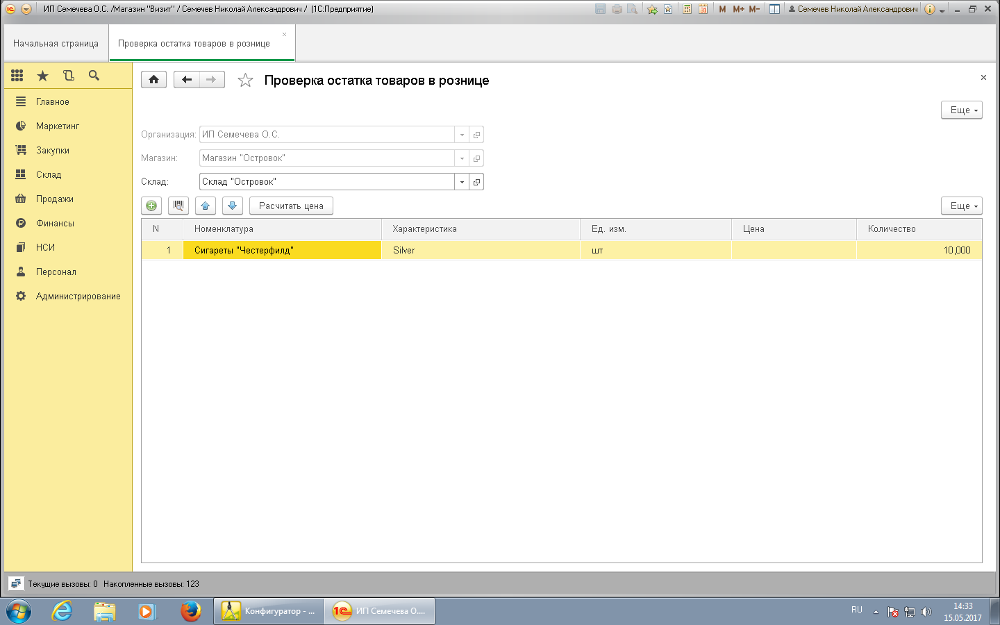 ИП Семечева О.С. /Магазин "Визит" / Семечев Николай Александрович / (1С:Предприятие)
M M+ M- Семечев Николай Александрович
31
Начальная страница
Проверка остатка товаров в рознице
Главное
Маркетинг
Закупки
Склад
Продажи
Финансы
НСИ
Персонал
Администрирование
Проверка остатка товаров в рознице
Еще
Организация: ИП Семечева О.С.
Магазин: Магазин "Островок"
Склад: Склад "Островок"
Расчитать цена
Еще
N Номенклатура Характеристика Ед. изм. Цена Количество
1 Сигареты "Честерфилд" Silver шт 10,000
Текущие вызовы: 0 Накопленные вызовы: 123
Конфигуратор - ...
ИП Семечева О....
RU
14:33
15.05.2017